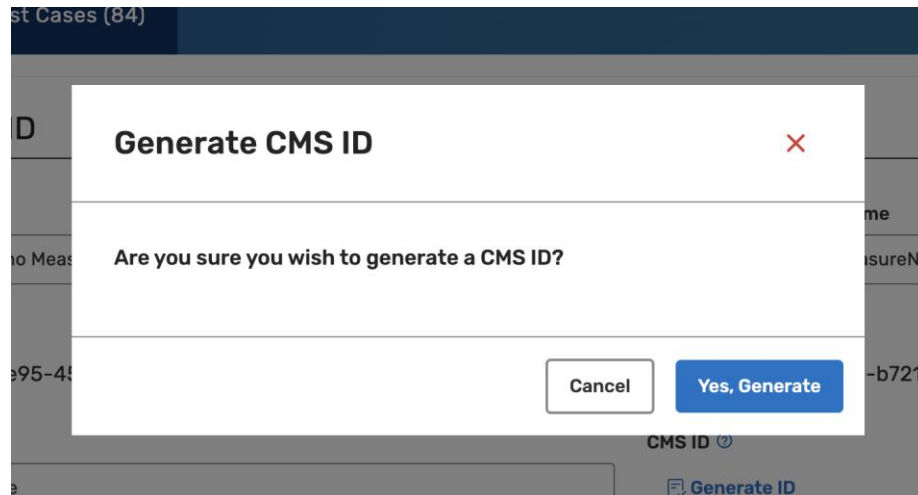 st Cases (84)
ID
Generate CMS ID
me
no Meas
Are you sure you wish to generate a CMS ID?
asureN
e95-45
-b721
Cancel
Yes, Generate
CMS ID
e
Generate ID